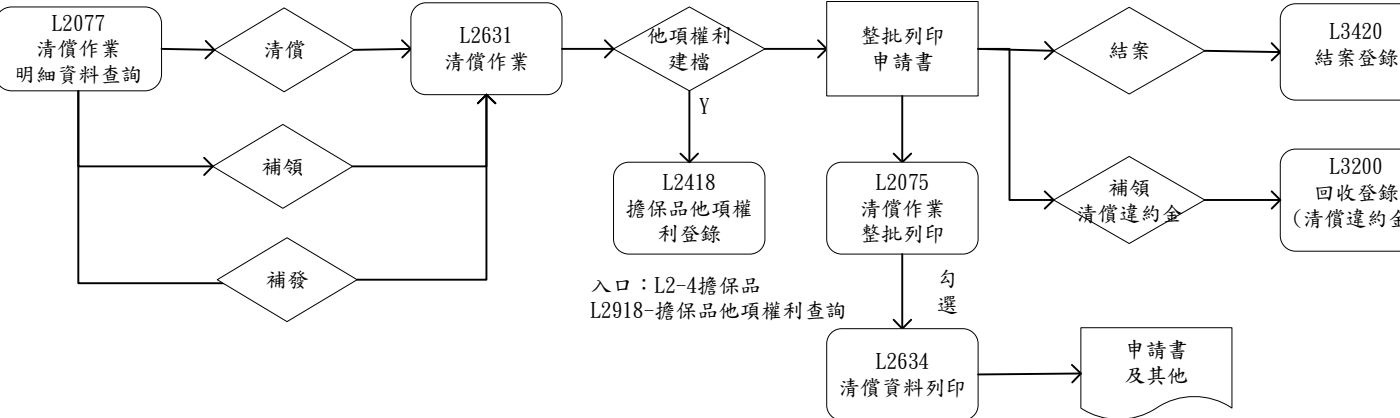 L2077
清償作業
明細資料查詢
清償
L2631
清償作業
他項權利
建檔
整批列印
申請書
結案
L3420
結案登錄
Y
補領
L2418
擔保品他項權
利登錄
L2075
清償作業
整批列印
補領
清償違約金
L3200
回收登錄
(清償違約金
補發
入口：L2-4擔保品
L2918-擔保品他項權利查詢
勾
選
L2634
清償資料列印
申請書
及其他